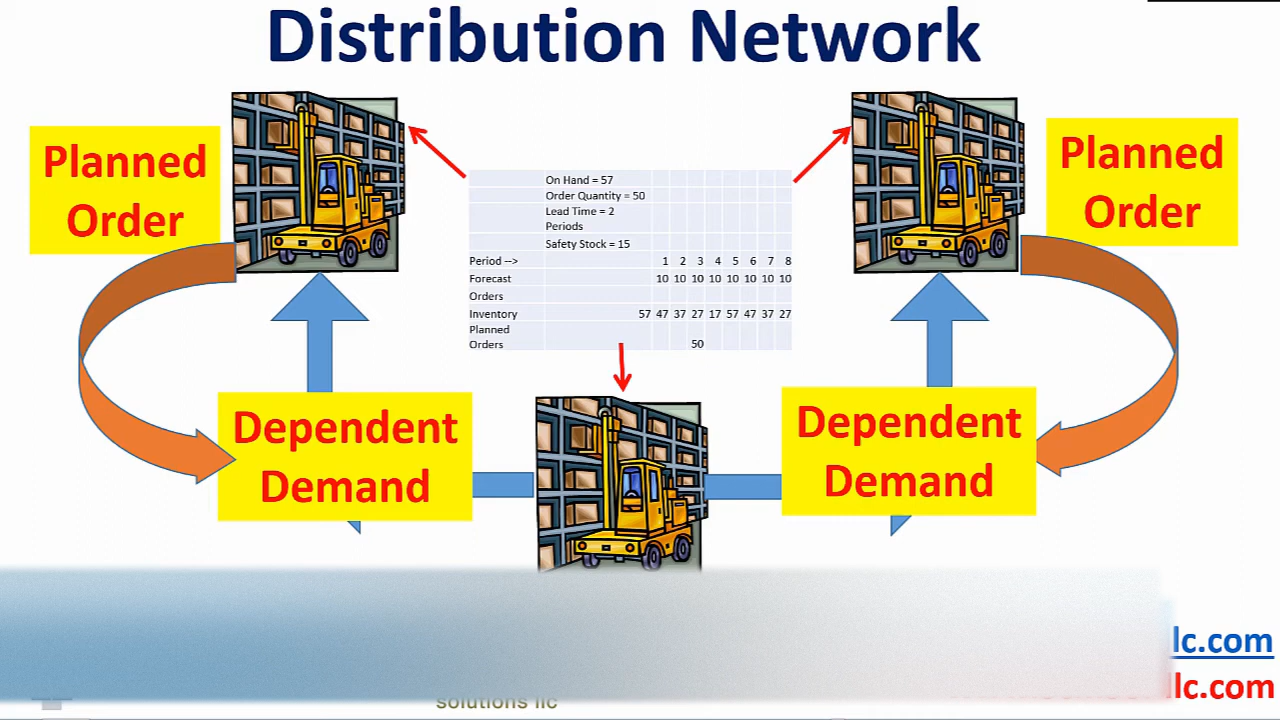 Distribution Network
Planned
Order
Planned
Order
On Hand = 57
Order Quantity = 50
Lead Time = 2
Periods
Safety Stock = 15
Period --> 1 2 3 4 5 6 7 8
Forecast 10 10 10 10 10 10 10 10
Orders
Inventory 57 47 37 27 17 57 47 37 27
Planned
Orders 50
Dependent
Demand
Dependent
Demand
lc.com
llc.com
solutions llc